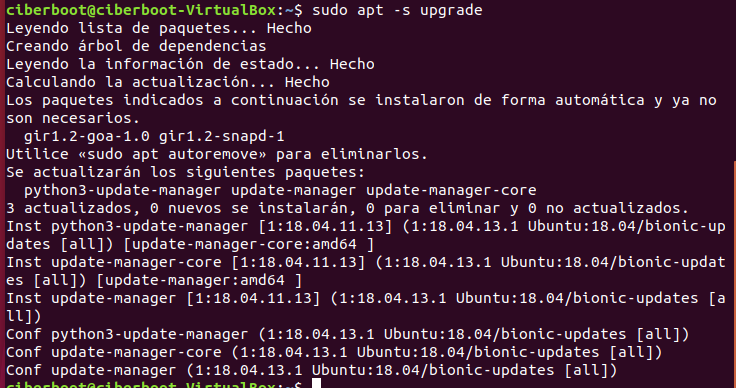 ciberboot@ciberboot-VirtualBox:~$ sudo apt -s upgrade
Leyendo lista de paquetes... Hecho
Creando árbol de dependencias
Leyendo la información de estado... Hecho
Calculando la actualización... Hecho
Los paquetes indicados a continuación se instalaron de forma automática y ya no
son necesarios.
  gir1.2-goa-1.0 gir1.2-snapd-1
Utilice «sudo apt autoremove» para eliminarlos.
Se actualizarán los siguientes paquetes:
  python3-update-manager update-manager update-manager-core
3 actualizados, 0 nuevos se instalarán, 0 para eliminar y 0 no actualizados.
Inst python3-update-manager [1:18.04.11.13] (1:18.04.13.1 Ubuntu:18.04/bionic-up
dates [all]) [update-manager-core:amd64 ]
Inst update-manager-core [1:18.04.11.13] (1:18.04.13.1 Ubuntu:18.04/bionic-updat
es [all]) [update-manager:amd64 ]
Inst update-manager [1:18.04.11.13] (1:18.04.13.1 Ubuntu:18.04/bionic-updates [a
ll])
Conf python3-update-manager (1:18.04.13.1 Ubuntu:18.04/bionic-updates [all])
Conf update-manager-core (1:18.04.13.1 Ubuntu:18.04/bionic-updates [all])
Conf update-manager (1:18.04.13.1 Ubuntu:18.04/bionic-updates [all])
ciberboot@ciberboot-VirtualBox:~$